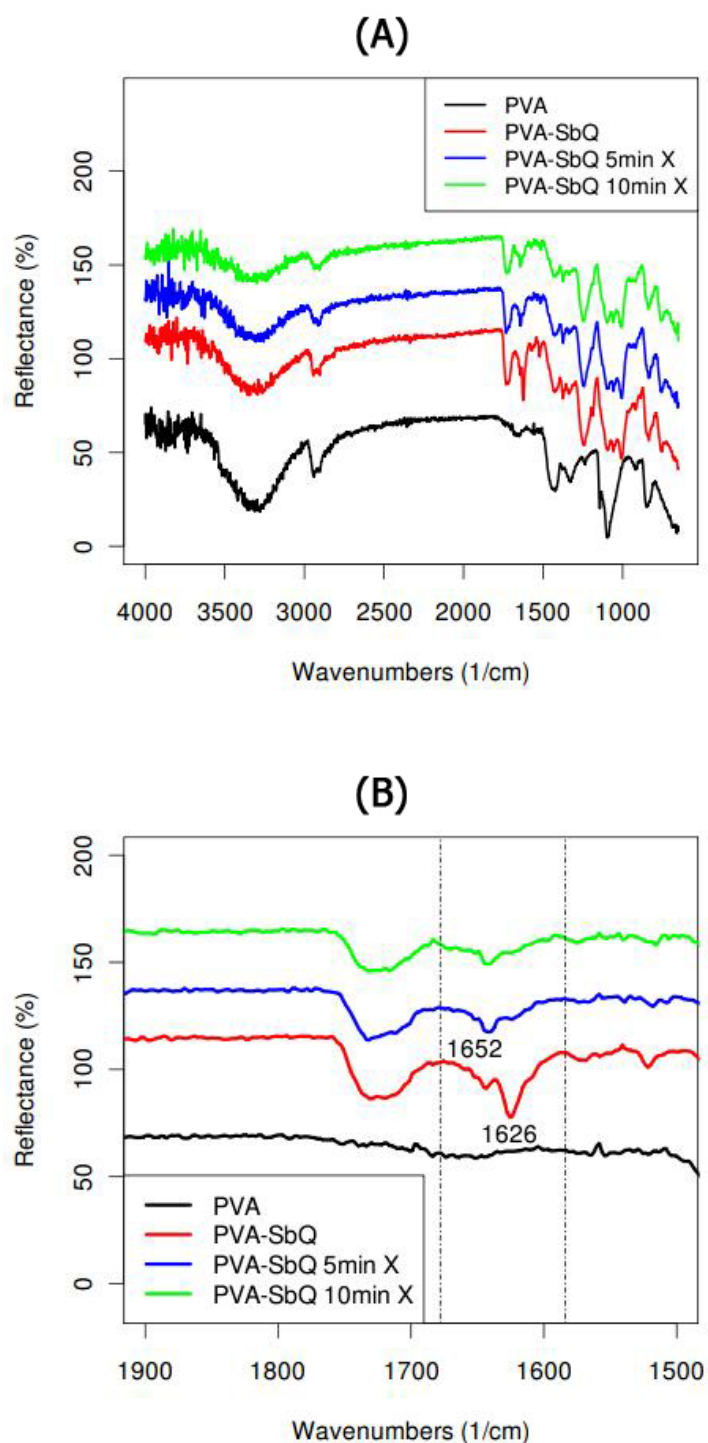 (A)
PVA
PVA-SbQ
PVA-SbQ 5min X
PVA-SbQ 10min X
Reflectance (%)
200
150
100
50
0
4000 3500 3000 2500 2000 1500 1000
Wavenumbers (1/cm)
(B)
Reflectance (%)
200
150
100
50
0
1652
1626
PVA
PVA-SbQ
PVA-SbQ 5min X
PVA-SbQ 10min X
1900 1800 1700 1600 1500
Wavenumbers (1/cm)